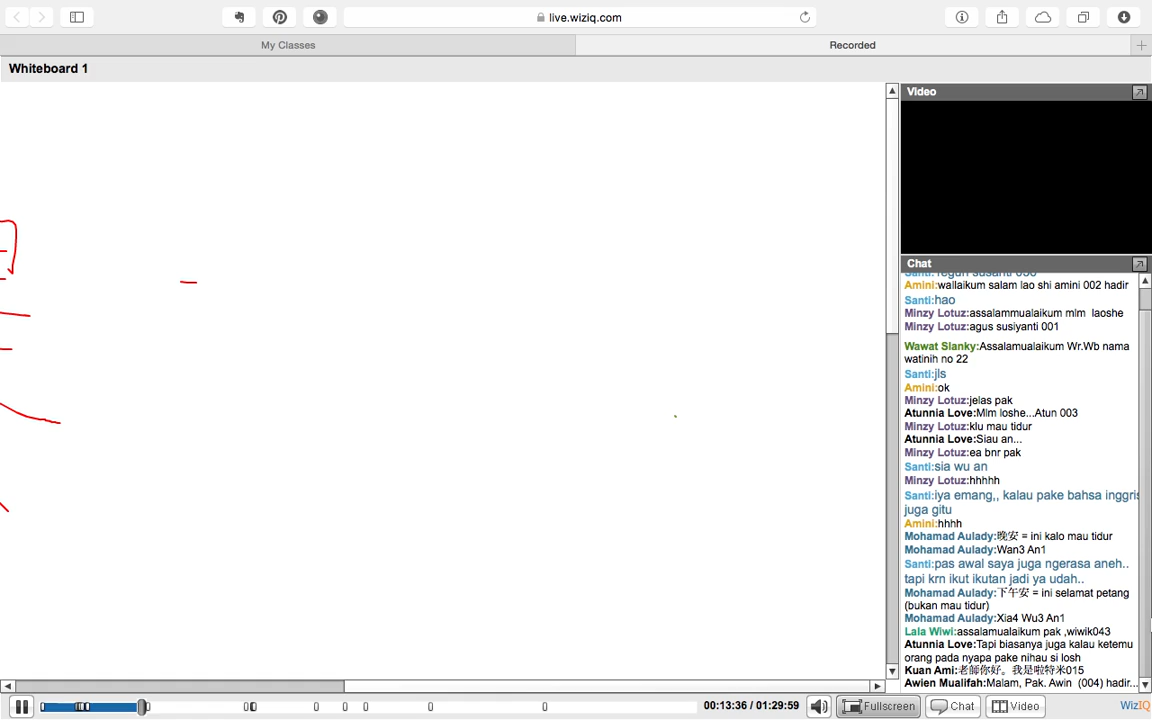 live.wiziq.com
My Classes
Recorded
Whiteboard 1
Video
Chat
Santi:
Amini:wallaikum salam lao shi amini 002 hadir
Santi:hao
Minzy Lotuz:assalammualaikum mlm laoshe
Minzy Lotuz:agus susiyanti 001
Wawat Slanky:Assalamualaikum Wr.Wb nama
watinih no 22
Santi:jls
Amini:ok
Minzy Lotuz:jelas pak
Atunnia Love:Mlm loshe...Atun 003
Minzy Lotuz:klu mau tidur
Atunnia Love:Siau an...
Minzy Lotuz:ea bnr pak
Santi:sia wu an
Minzy Lotuz:hhhhh
Santi:iya emang,, kalau pake bahsa inggris
juga gitu
Amini:hhhh
Mohamad Aulady:晚安 = ini kalo mau tidur
Mohamad Aulady:Wan3 An1
Santi:pas awal saya juga ngerasa aneh..
tapi krn ikut ikutan jadi ya udah..
Mohamad Aulady:下午安 = ini selamat petang
(bukan mau tidur)
Mohamad Aulady:Xia4 Wu3 An1
Lala Wiwi:assalamualaikum pak ,wiwik043
Atunnia Love:Tapi biasanya juga kalau ketemu
orang pada nyapa pake nihau si losh
Kuan Ami:老師你好。我是啦特米015
Awien Mualifah:Malam, Pak. Awin (004) hadir...
00:13:36 / 01:29:59
Fullscreen
Chat
Video
WizIQ